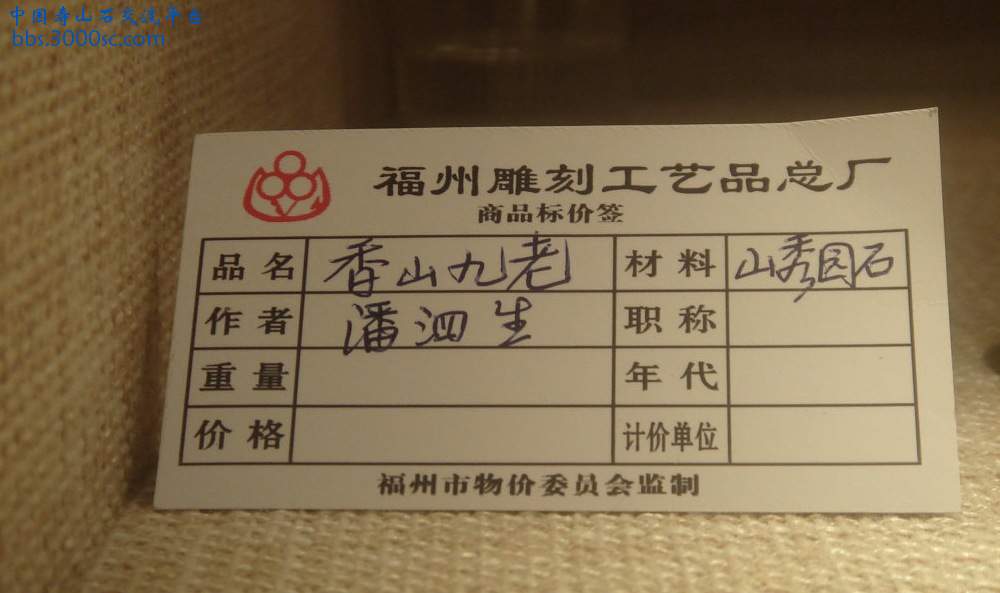 中国寿山石交流平台
bbs.3000sc.com
福州雕刻工艺品总厂
商品标价签
品名 香山九老 材料 山秀园石
作者 潘泗生 职称
重量 年代
价格 计价单位
福州市物价委员会监制